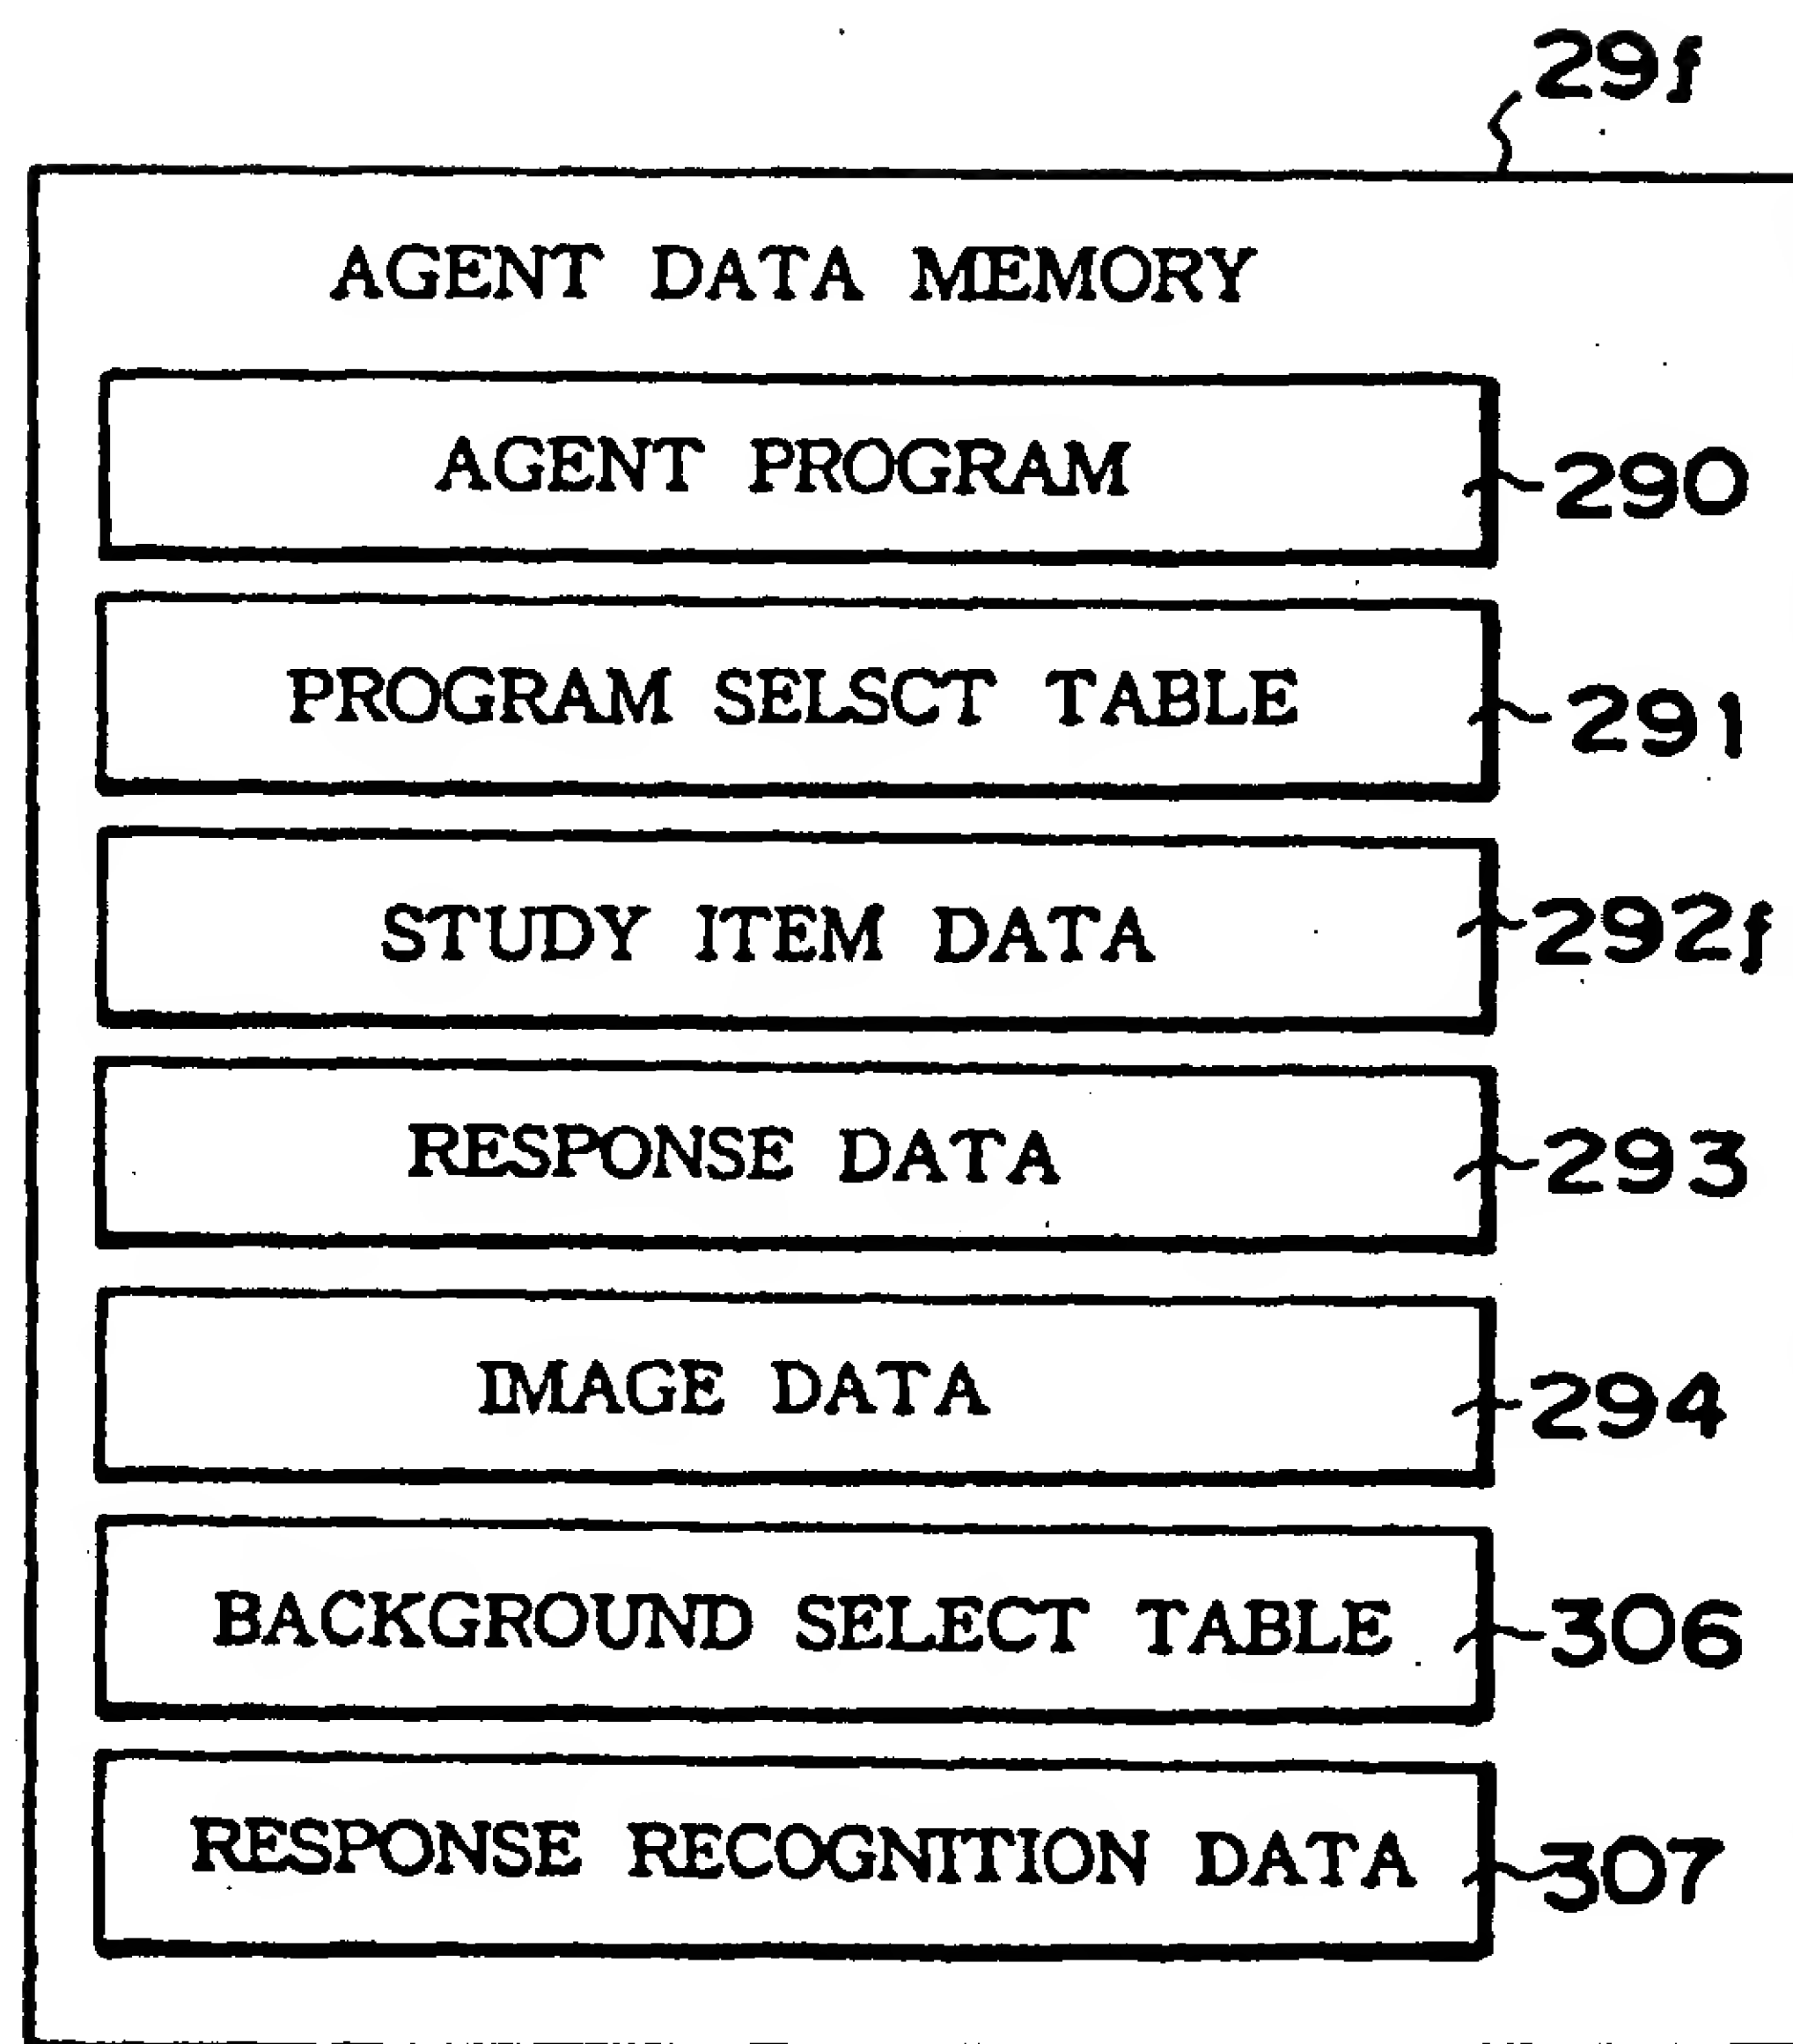 29f
AGENT DATA MEMORY
AGENT PROGRAM 290
PROGRAM SELSCT TABLE 291
STUDY ITEM DATA 292f
RESPONSE DATA 293
IMAGE DATA 294
BACKGROUND SELECT TABLE 306
RESPONSE RECOGNITION DATA 307